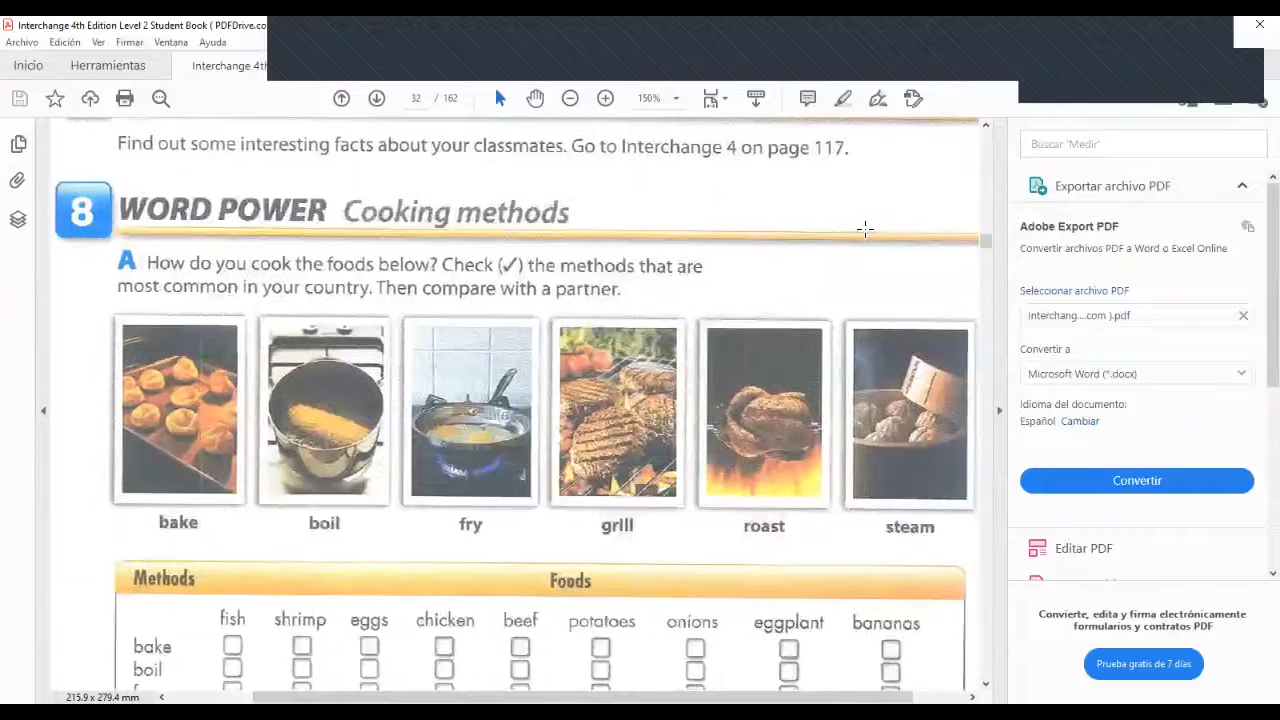 Interchange 4th Edition Level 2 Student Book ( PDFDrive.co
Archivo Edición Ver Firmar Ventana Ayuda
Inicio Herramientas Interchange 4th
32 / 162 150%
Find out some interesting facts about your classmates. Go to Interchange 4 on page 117.
8 WORD POWER Cooking methods
A How do you cook the foods below? Check (✓) the methods that are
most common in your country. Then compare with a partner.
bake boil fry grill roast steam
Methods Foods
fish shrimp eggs chicken beef potatoes onions eggplant bananas
bake
boil
215.9 x 279.4 mm
Buscar 'Medir'
Exportar archivo PDF
Adobe Export PDF
Convertir archivos PDF a Word o Excel Online
Seleccionar archivo PDF
Interchang....com ).pdf
Convertir a
Microsoft Word (*.docx)
Idioma del documento:
Español Cambiar
Convertir
Editar PDF
Convierte, edita y firma electrónicamente
formularios y contratos PDF
Prueba gratis de 7 días